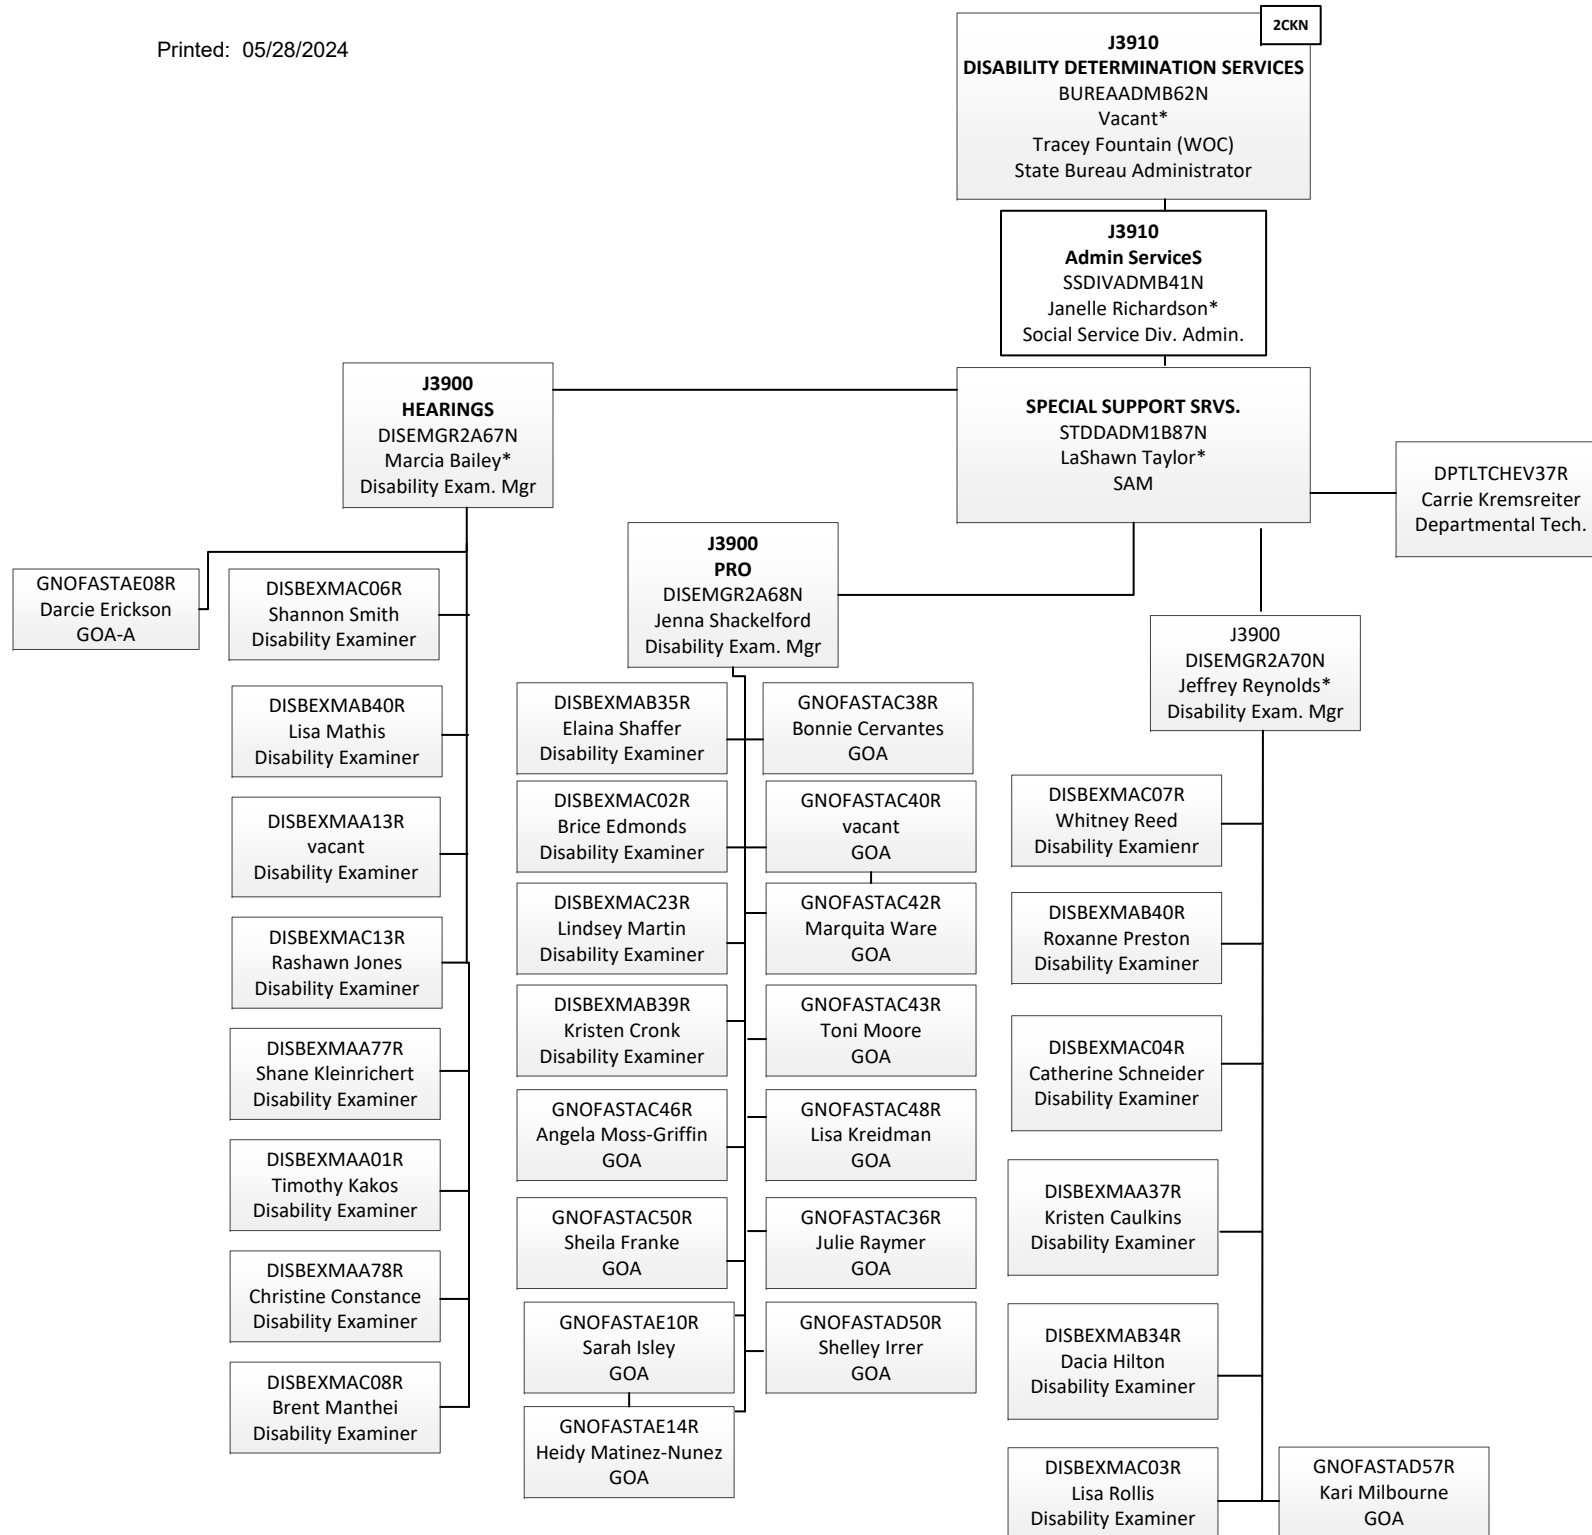 Printed: 05/28/2024
2CKN
J3910
DISABILITY DETERMINATION SERVICES
BUREAADMB62N
Vacant*
Tracey Fountain (WOC)
State Bureau Administrator
J3910
Admin ServiceS
SSDIVADMB41N
Janelle Richardson*
Social Service Div. Admin.
J3900
HEARINGS
DISEMGR2A67N
Marcia Bailey*
Disability Exam. Mgr
SPECIAL SUPPORT SRVS.
STDDADM1B87N
LaShawn Taylor*
SAM
DPTLTCHEV37R
Carrie Kremsreiter
Departmental Tech.
GNOFASTAE08R
Darcie Erickson
GOA-A
DISBEXMAC06R
Shannon Smith
Disability Examiner
DISBEXMAB40R
Lisa Mathis
Disability Examiner
DISBEXMAA13R
vacant
Disability Examiner
DISBEXMAC13R
Rashawn Jones
Disability Examiner
DISBEXMAA77R
Shane Kleinrichert
Disability Examiner
DISBEXMAA01R
Timothy Kakos
Disability Examiner
DISBEXMAA78R
Christine Constance
Disability Examiner
DISBEXMAC08R
Brent Manthei
Disability Examiner
J3900
PRO
DISEMGR2A68N
Jenna Shackelford
Disability Exam. Mgr
DISBEXMAB35R
Elaina Shaffer
Disability Examiner
GNOFASTAC38R
Bonnie Cervantes
GOA
DISBEXMAC02R
Brice Edmonds
Disability Examiner
GNOFASTAC40R
vacant
GOA
DISBEXMAC23R
Lindsey Martin
Disability Examiner
GNOFASTAC42R
Marquita Ware
GOA
DISBEXMAB39R
Kristen Cronk
Disability Examiner
GNOFASTAC43R
Toni Moore
GOA
GNOFASTAC46R
Angela Moss-Griffin
GOA
GNOFASTAC48R
Lisa Kreidman
GOA
GNOFASTAC50R
Sheila Franke
GOA
GNOFASTAC36R
Julie Raymer
GOA
GNOFASTAE10R
Sarah Isley
GOA
GNOFASTAD50R
Shelley Irrer
GOA
GNOFASTAE14R
Heidy Matinez-Nunez
GOA
J3900
DISEMGR2A70N
Jeffrey Reynolds*
Disability Exam. Mgr
DISBEXMAC07R
Whitney Reed
Disability Examienr
DISBEXMAB40R
Roxanne Preston
Disability Examiner
DISBEXMAC04R
Catherine Schneider
Disability Examiner
DISBEXMAA37R
Kristen Caulkins
Disability Examiner
DISBEXMAB34R
Dacia Hilton
Disability Examiner
DISBEXMAC03R
Lisa Rollis
Disability Examiner
GNOFASTAD57R
Kari Milbourne
GOA